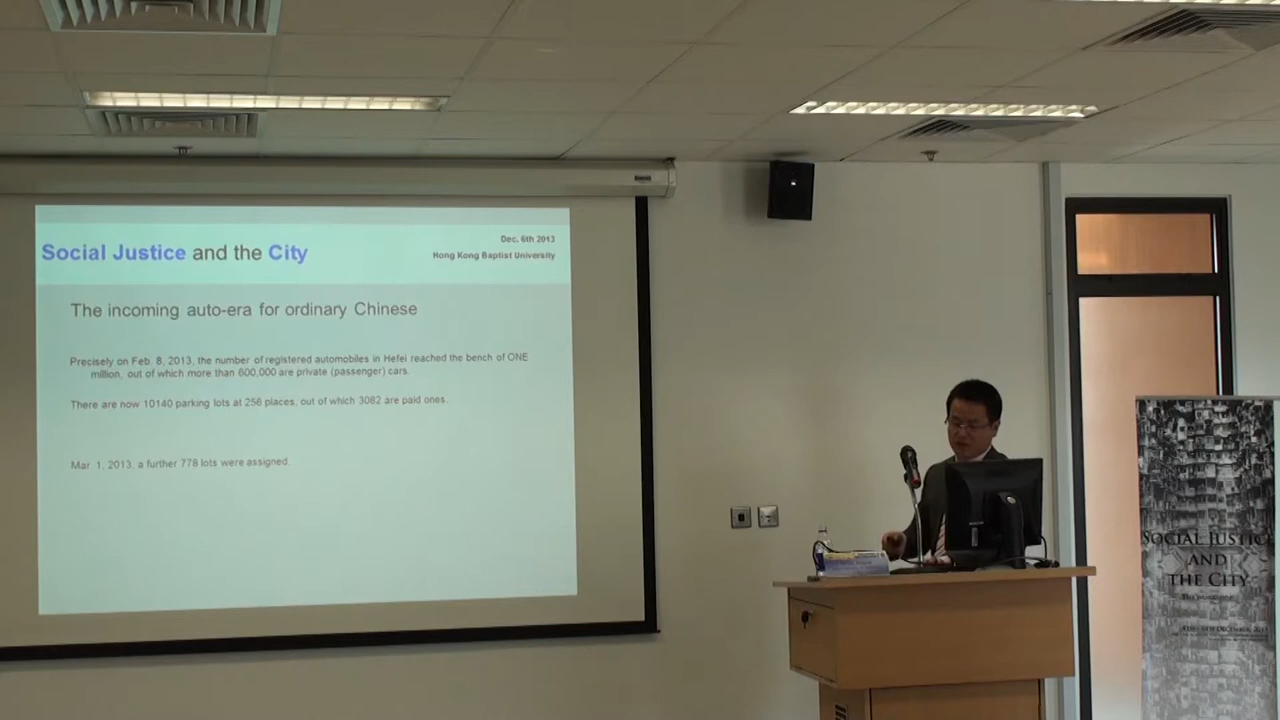 Social Justice and the City
Dec. 6th 2013
Hong Kong Baptist University
The incoming auto-era for ordinary Chinese
Precisely on Feb. 8, 2013, the number of registered automobiles in Hefei reached the bench of ONE
million, out of which more than 600,000 are private (passenger) cars.
There are now 10140 parking lots at 256 places, out of which 3082 are paid ones.
Mar. 1, 2013, a further 778 lots were assigned.
SOCIAL JUSTICE
AND
THE CITY